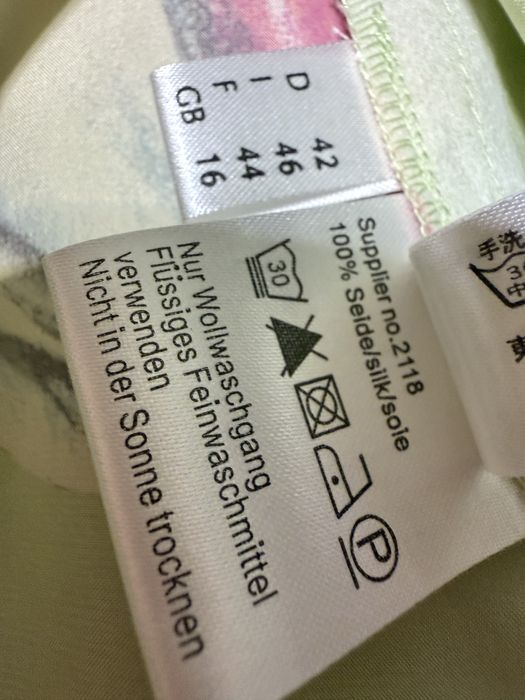 D 42
I 46
F 44
GB 16
Supplier no.2118
100% Seide/silk/soie
30
P
Nur Wollwaschgang
Flüssiges Feinwaschmittel
verwenden
Nicht in der Sonne trocknen
手洗